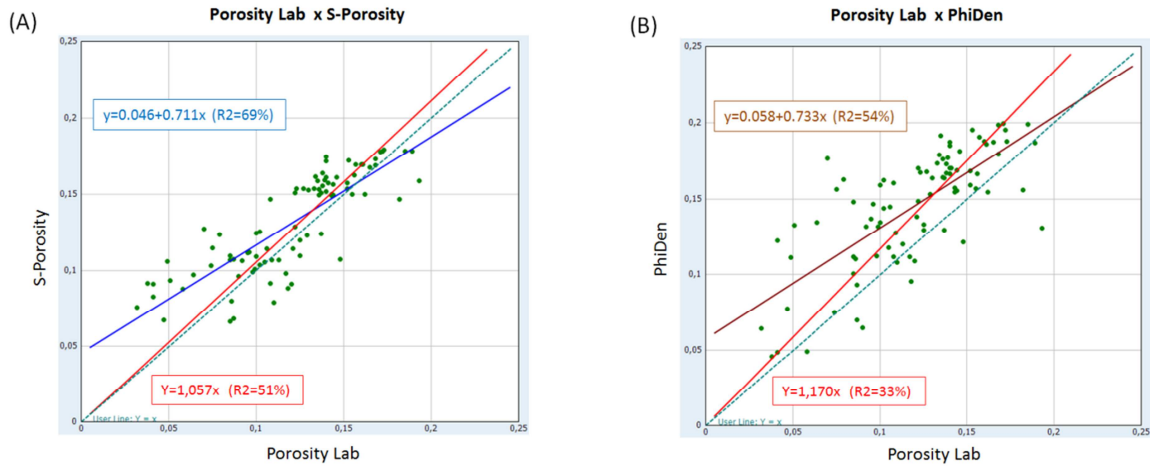 (A)
Porosity Lab x S-Porosity
0,25
0,2
0,15
0,1
0,05
0
S-Porosity
y=0.046+0.711x (R2=69%)
Y=1,057x (R2=51%)
User Line: Y = x
0,05
0,1
0,15
0,2
0,25
Porosity Lab
(B)
Porosity Lab x PhiDen
0,25
0,2
0,15
0,1
0,05
0
PhiDen
y=0.058+0.733x (R2=54%)
Y=1,170x (R2=33%)
User Line: Y = x
0,05
0,1
0,15
0,2
0,25
Porosity Lab